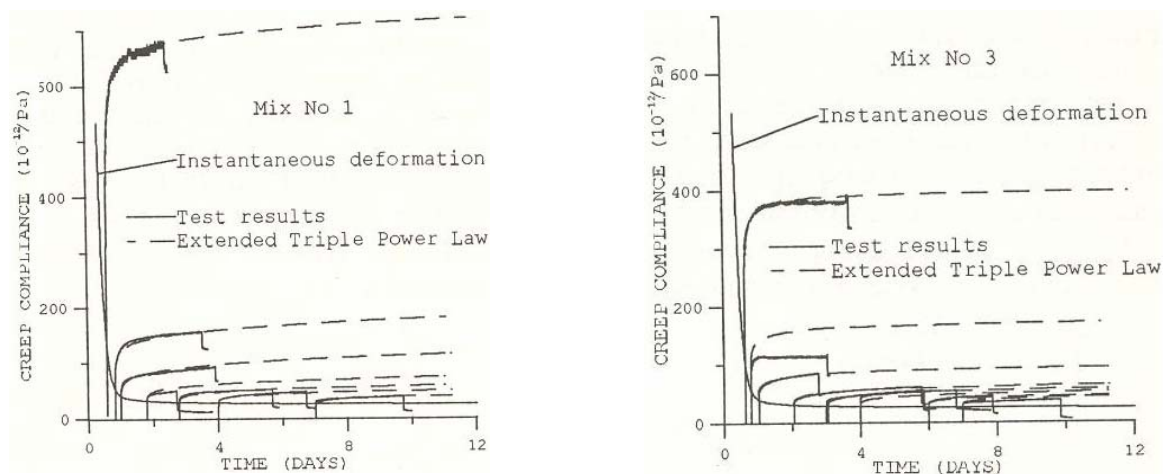 CREEP COMPLIANCE (10⁻¹²/Pa)
500
400
200
0
Mix No 1
Instantaneous deformation
Test results
Extended Triple Power Law
0 4 8 12
TIME (DAYS)
CREEP COMPLIANCE (10⁻¹²/Pa)
600
400
200
0
Mix No 3
Instantaneous deformation
Test results
Extended Triple Power Law
0 4 8 12
TIME (DAYS)